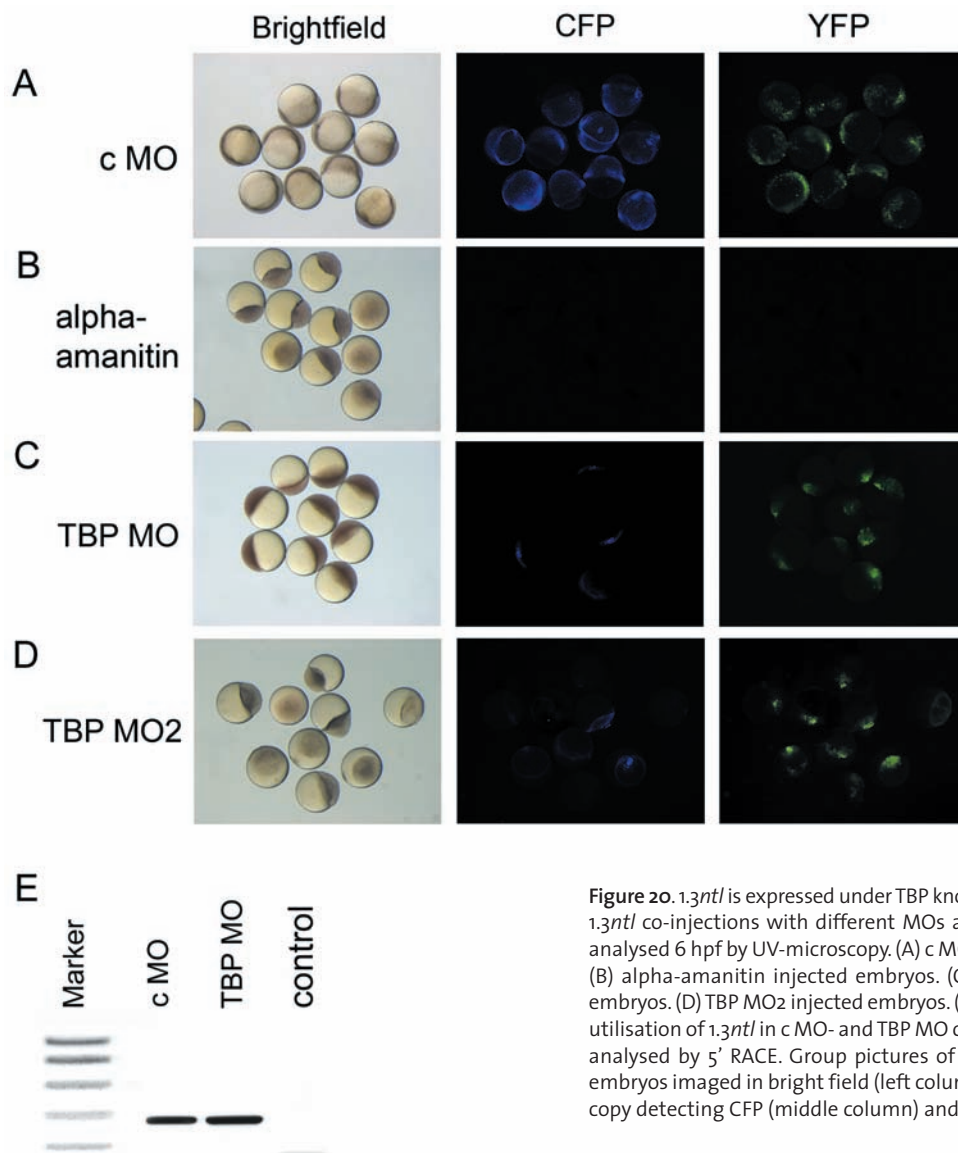 Brightfield CFP YFP
A
c MO
B
alpha-
amanitin
C
TBP MO
D
TBP MO2
E
Marker
c MO
TBP MO
control
Figure 20. 1.3ntl is expressed under TBP kno
1.3ntl co-injections with different MOs a
analysed 6 hpf by UV-microscopy. (A) c M
(B) alpha-amanitin injected embryos. (
embryos. (D) TBP MO2 injected embryos. (
utilisation of 1.3ntl in c MO- and TBP MO c
analysed by 5’ RACE. Group pictures of
embryos imaged in bright field (left colur
copy detecting CFP (middle column) and